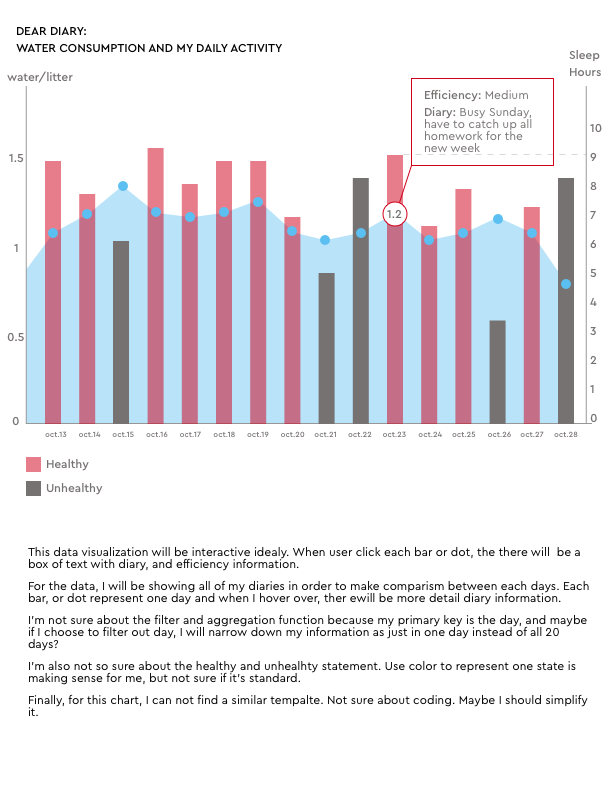 DEAR DIARY:
WATER CONSUMPTION AND MY DAILY ACTIVITY
Sleep
Hours
water/litter
Efficiency: Medium
Diary: Busy Sunday,
have to catch up all
homework for the
new week
1.5
1
0.5
0
10
9
8
7
6
5
4
3
2
1
0
1.2
oct.13 oct.14 oct.15 oct.16 oct.17 oct.18 oct.19 oct.20 oct.21 oct.22 oct.23 oct.24 oct.25 oct.26 oct.27 oct.28
Healthy
Unhealthy
This data visualization will be interactive idealy. When user click each bar or dot, the there will  be a
box of text with diary, and efficiency information.
For the data, I will be showing all of my diaries in order to make comparism between each days. Each
bar, or dot represent one day and when I hover over, ther ewill be more detail diary information.
I'm not sure about the filter and aggregation function because my primary key is the day, and maybe
if I choose to filter out day, I will narrow down my information as just in one day instead of all 20
days?
I'm also not so sure about the healthy and unhealhty statement. Use color to represent one state is
making sense for me, but not sure if it's standard.
Finally, for this chart, I can not find a similar tempalte. Not sure about coding. Maybe I should simplify
it.